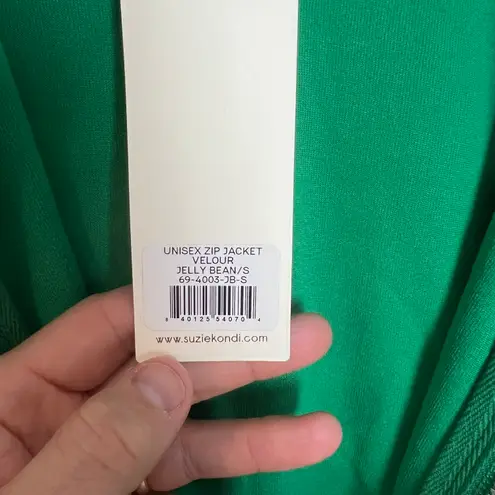 UNISEX ZIP JACKET
VELOUR
JELLY BEAN/S
69-4003-JB-S
8 40125 54070 4
www.suziekondi.com